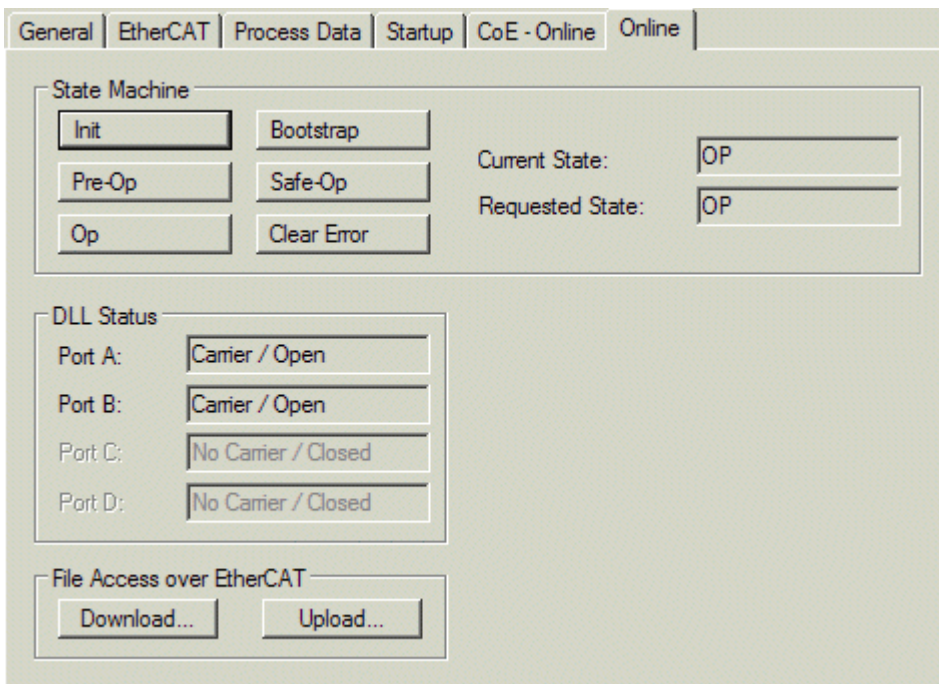 General EtherCAT Process Data Startup CoE - Online Online
State Machine
Init Bootstrap
Pre-Op Safe-Op
Op Clear Error
Current State: OP
Requested State: OP
DLL Status
Port A: Carrier / Open
Port B: Carrier / Open
Port C: No Carrier / Closed
Port D: No Carrier / Closed
File Access over EtherCAT
Download... Upload...